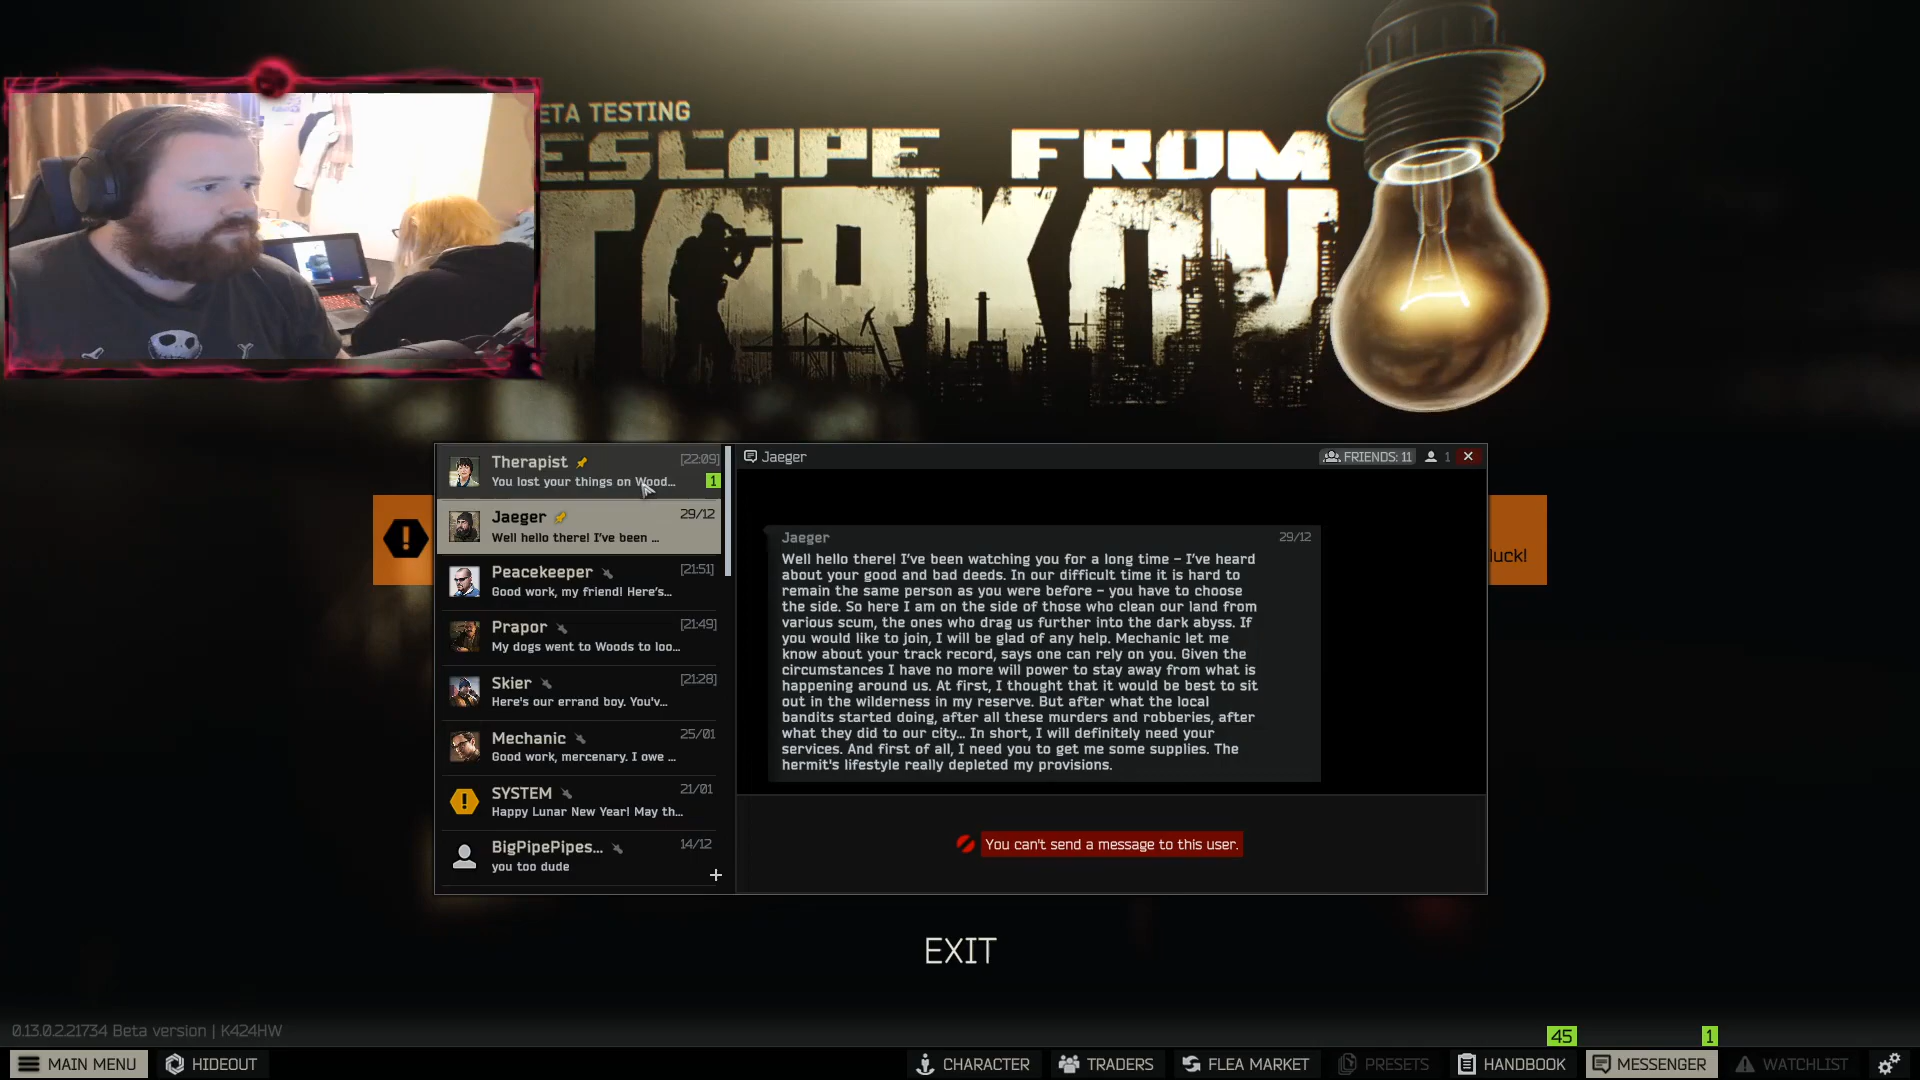 ETA TESTING
ESCAPE FROM
TARKOV
Therapist [22:09]
You lost your things on Wood... 1
Jaeger 29/12
Well hello there! I've been ...
Peacekeeper [21:51]
Good work, my friend! Here's...
Prapor [21:49]
My dogs went to Woods to loo...
Skier [21:28]
Here's our errand boy. You'v...
Mechanic 25/01
Good work, mercenary. I owe ...
SYSTEM 21/01
Happy Lunar New Year! May th...
BigPipePipes... 14/12
you too dude
+
Jaeger FRIENDS: 11 1
Jaeger 29/12
Well hello there! I've been watching you for a long time – I've heard
about your good and bad deeds. In our difficult time it is hard to
remain the same person as you were before – you have to choose
the side. So here I am on the side of those who clean our land from
various scum, the ones who drag us further into the dark abyss. If
you would like to join, I will be glad of any help. Mechanic let me
know about your track record, says one can rely on you. Given the
circumstances I have no more will power to stay away from what is
happening around us. At first, I thought that it would be best to sit
out in the wilderness in my reserve. But after what the local
bandits started doing, after all these murders and robberies, after
what they did to our city... In short, I will definitely need your
services. And first of all, I need you to get me some supplies. The
hermit's lifestyle really depleted my provisions.
You can't send a message to this user.
luck!
EXIT
0.13.0.2.21734 Beta version | K424HW
45 1
MAIN MENU HIDEOUT CHARACTER TRADERS FLEA MARKET PRESETS HANDBOOK MESSENGER WATCHLIST